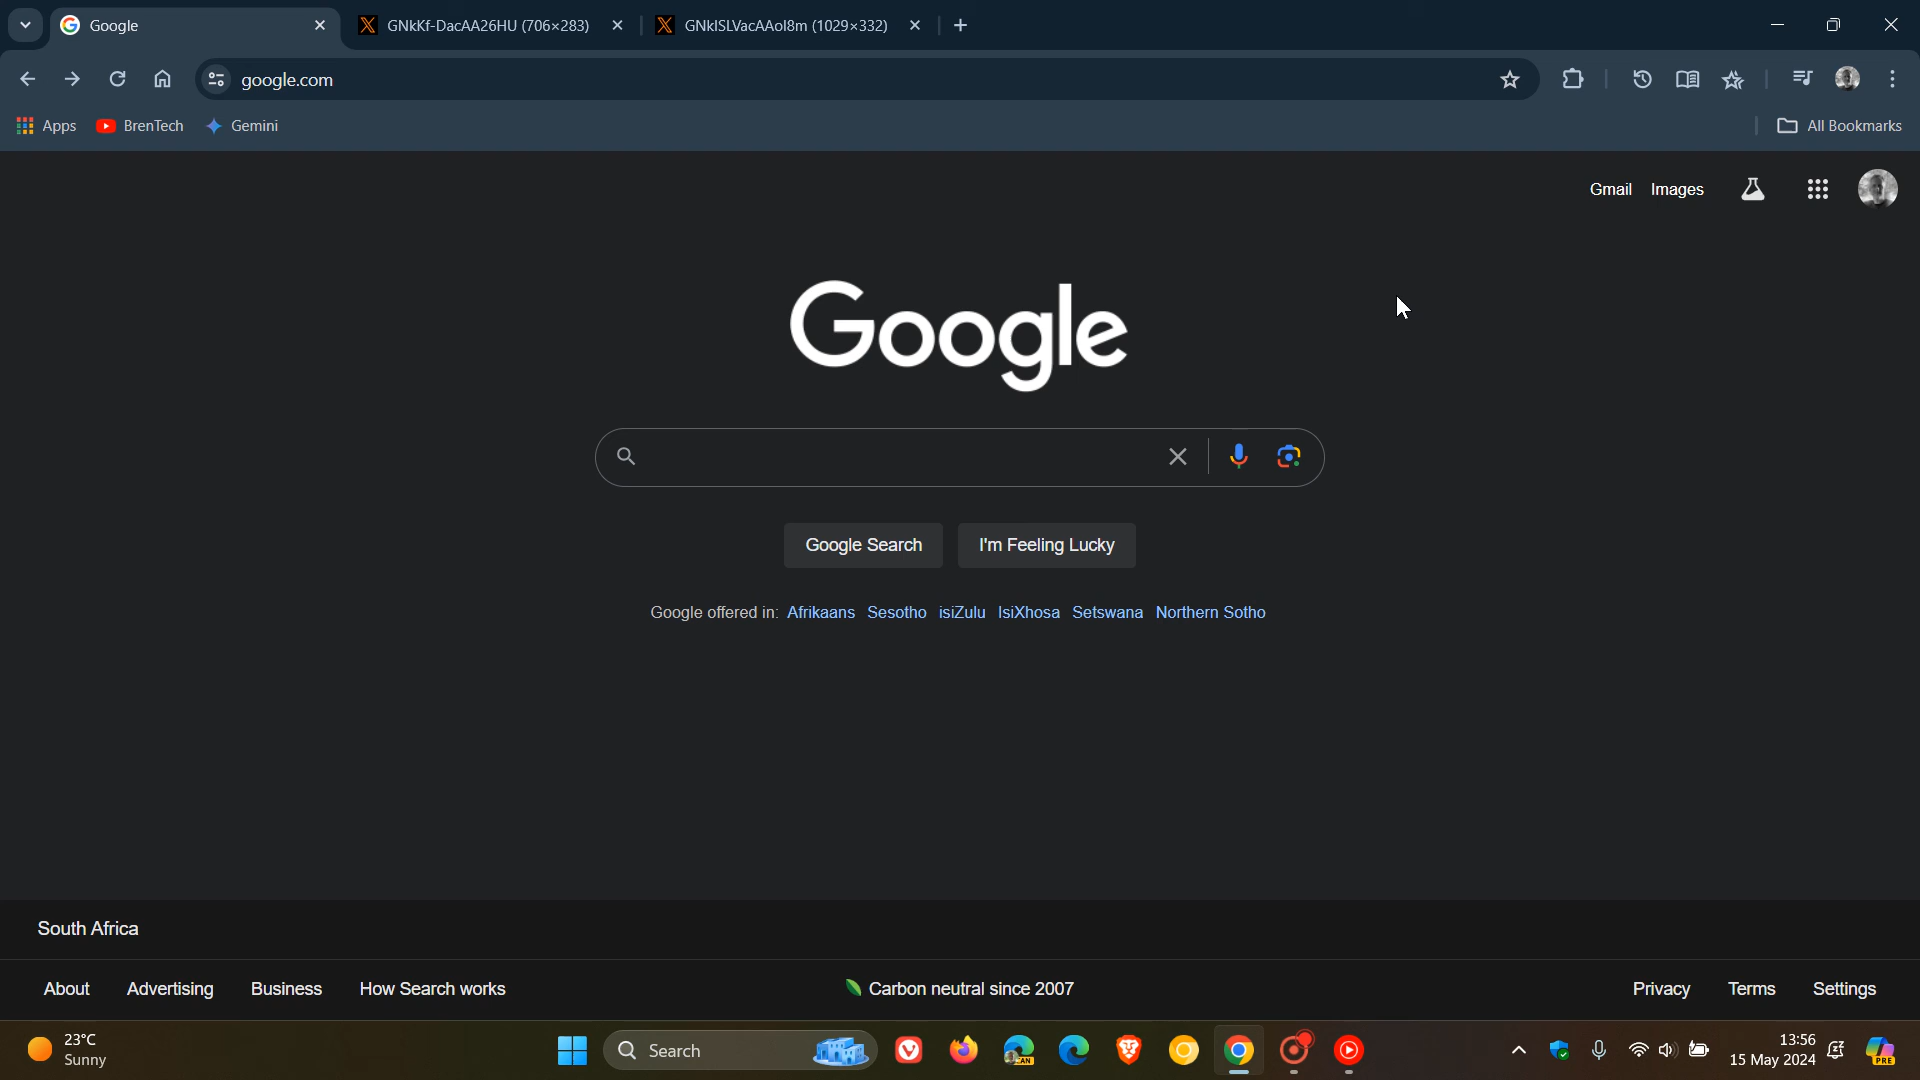 Google
GNkKf-DacAA26HU (706×283)
GNkISLVacAAol8m (1029×332)
google.com
Apps
BrenTech
Gemini
All Bookmarks
Gmail
Images
Google
Google Search
I'm Feeling Lucky
Google offered in: Afrikaans Sesotho isiZulu IsiXhosa Setswana Northern Sotho
South Africa
About
Advertising
Business
How Search works
Carbon neutral since 2007
Privacy
Terms
Settings
23°C
Sunny
Search
CAN
13:56
15 May 2024
PRE